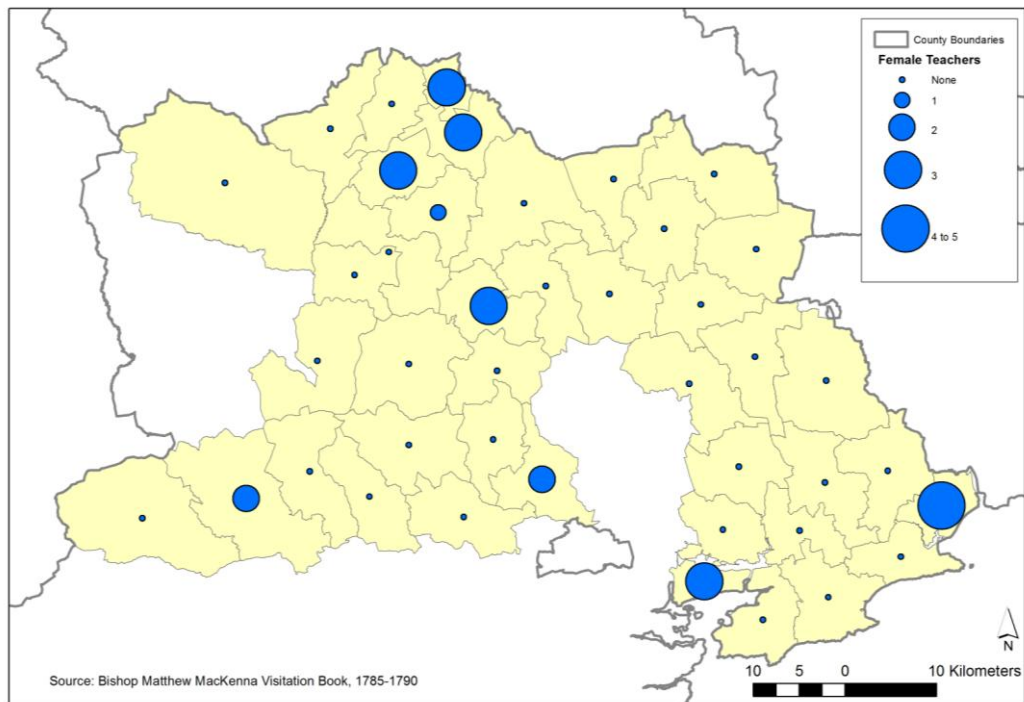 County Boundaries
Female Teachers
None
1
2
3
4 to 5
N
10 5 0 10 Kilometers
Source: Bishop Matthew MacKenna Visitation Book, 1785-1790